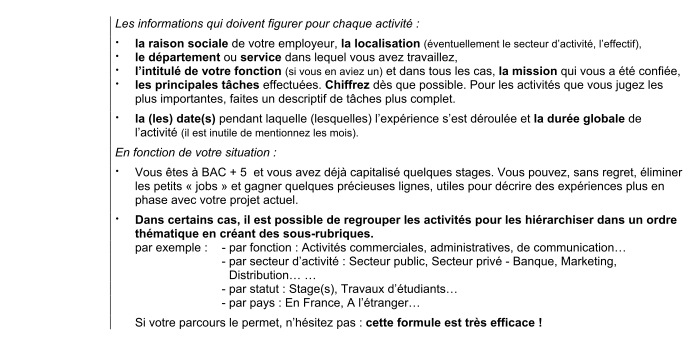 Les informations qui doivent figurer pour chaque activité :
• la raison sociale de votre employeur, la localisation (éventuellement le secteur d’activité, l’effectif),
• le département ou service dans lequel vous avez travaillez,
• l’intitulé de votre fonction (si vous en aviez un) et dans tous les cas, la mission qui vous a été confiée,
• les principales tâches effectuées. Chiffrez dès que possible. Pour les activités que vous jugez les
plus importantes, faites un descriptif de tâches plus complet.
• la (les) date(s) pendant laquelle (lesquelles) l’expérience s’est déroulée et la durée globale de
l’activité (il est inutile de mentionnez les mois).
En fonction de votre situation :
• Vous êtes à BAC + 5 et vous avez déjà capitalisé quelques stages. Vous pouvez, sans regret, éliminer
les petits « jobs » et gagner quelques précieuses lignes, utiles pour décrire des expériences plus en
phase avec votre projet actuel.
• Dans certains cas, il est possible de regrouper les activités pour les hiérarchiser dans un ordre
thématique en créant des sous-rubriques.
par exemple : - par fonction : Activités commerciales, administratives, de communication…
- par secteur d’activité : Secteur public, Secteur privé - Banque, Marketing,
Distribution… …
- par statut : Stage(s), Travaux d’étudiants…
- par pays : En France, A l’étranger…
Si votre parcours le permet, n’hésitez pas : cette formule est très efficace !